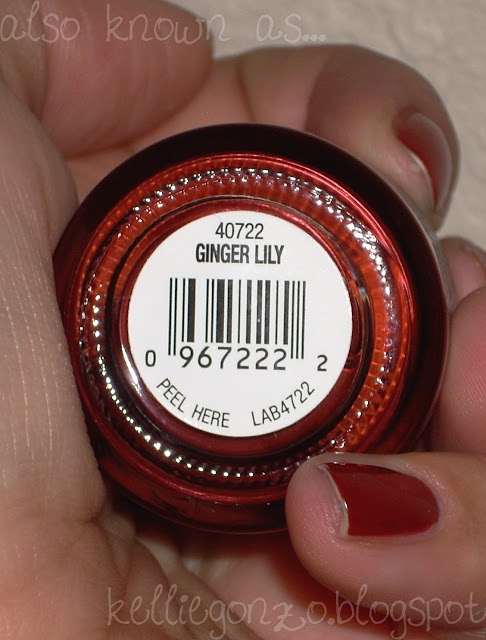 also known as...
40722
GINGER LILY
0 967222 2
PEEL HERE LAB4722
kelliegonzo.blogspot